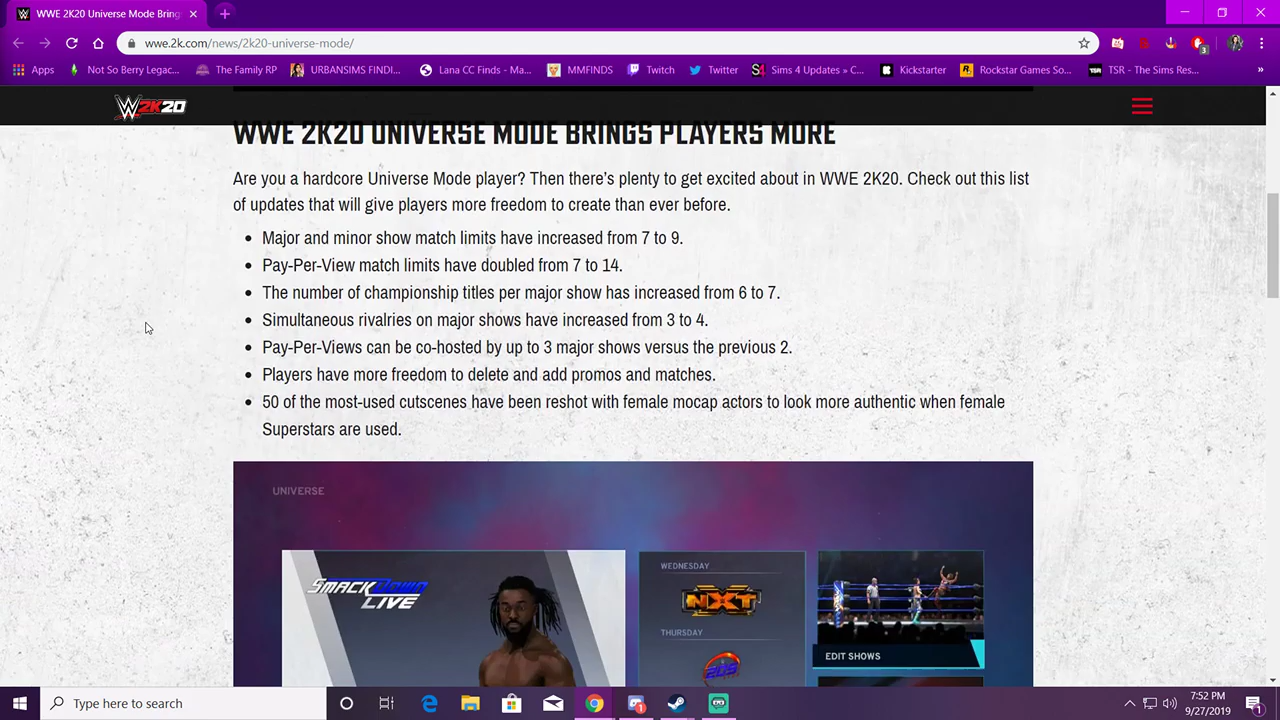 WWE 2K20 Universe Mode Bring
wwe.2k.com/news/2k20-universe-mode/
3
Apps
Not So Berry Legac...
The Family RP
URBANSIMS FINDI...
Lana CC Finds - Ma...
MMFINDS
Twitch
Twitter
Sims 4 Updates » C...
Kickstarter
Rockstar Games So...
TSR - The Sims Res...
»
W2K20
WWE 2K20 UNIVERSE MODE BRINGS PLAYERS MORE
Are you a hardcore Universe Mode player? Then there's plenty to get excited about in WWE 2K20. Check out this list
of updates that will give players more freedom to create than ever before.
Major and minor show match limits have increased from 7 to 9.
Pay-Per-View match limits have doubled from 7 to 14.
The number of championship titles per major show has increased from 6 to 7.
Simultaneous rivalries on major shows have increased from 3 to 4.
Pay-Per-Views can be co-hosted by up to 3 major shows versus the previous 2.
Players have more freedom to delete and add promos and matches.
50 of the most-used cutscenes have been reshot with female mocap actors to look more authentic when female
Superstars are used.
UNIVERSE
SMACKDOWN
LIVE
WEDNESDAY
NXT
THURSDAY
205
EDIT SHOWS
Type here to search
7:52 PM
9/27/2019
1